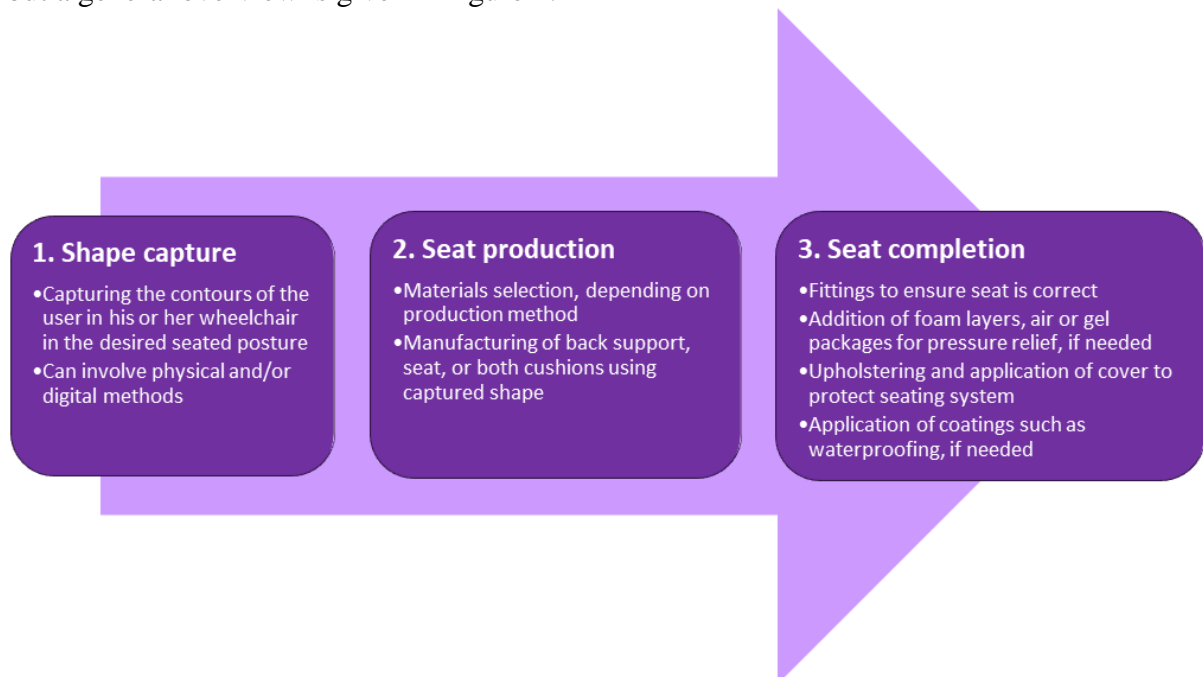 1. Shape capture
•Capturing the contours of the
user in his or her wheelchair
in the desired seated posture
•Can involve physical and/or
digital methods
2. Seat production
•Materials selection, depending on
production method
•Manufacturing of back support,
seat, or both cushions using
captured shape
3. Seat completion
•Fittings to ensure seat is correct
•Addition of foam layers, air or gel
packages for pressure relief, if needed
•Upholstering and application of cover to
protect seating system
•Application of coatings such as
waterproofing, if needed